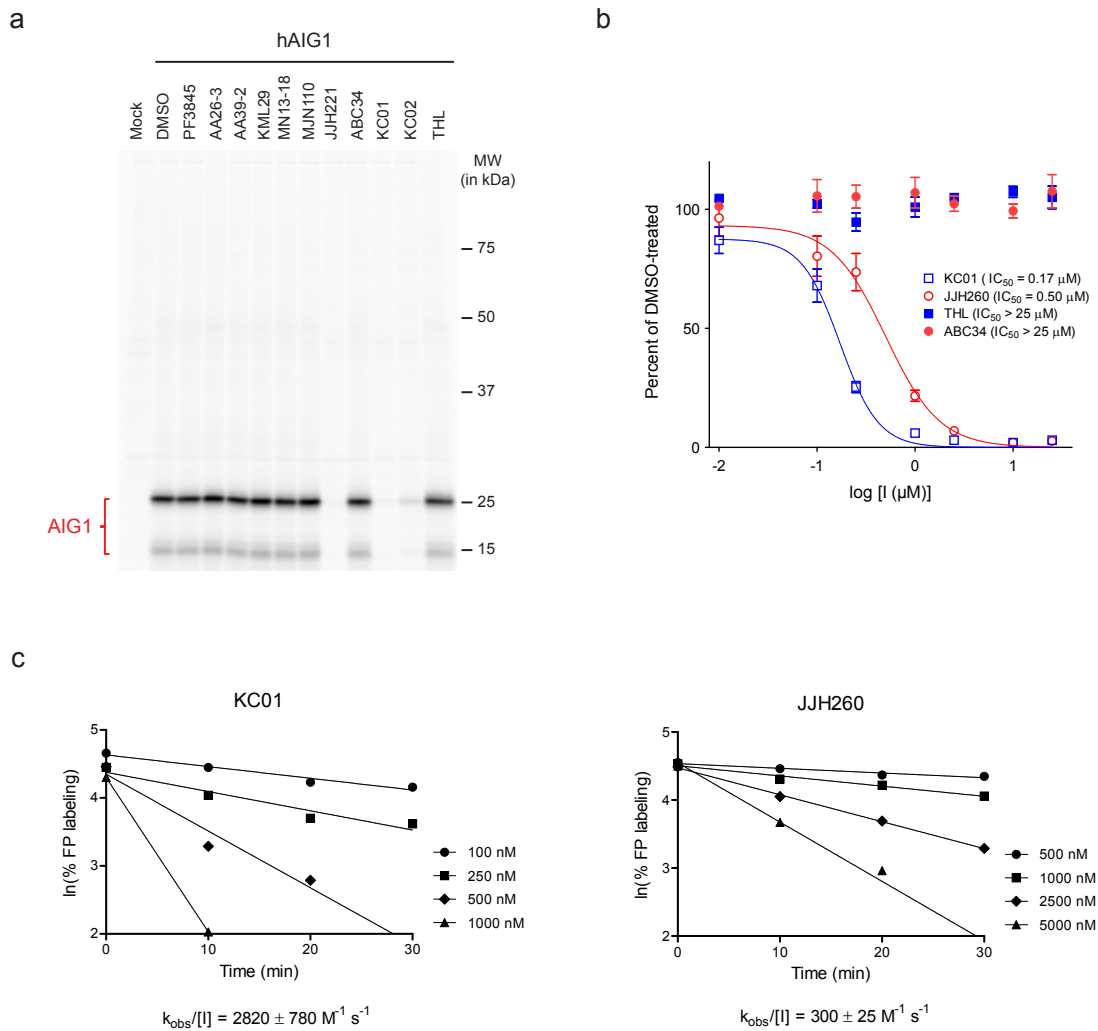 a
hAIG1
Mock
DMSO
PF3845
AA26-3
AA39-2
KML29
MN13-18
MJN110
JJH221
ABC34
KC01
KC02
THL
MW
(in kDa)
75
50
37
25
15
AIG1
b
Percent of DMSO-treated
100
50
0
-2
-1
0
1
log [I (μM)]
KC01 ( IC₅₀ = 0.17 μM)
JJH260 (IC₅₀ = 0.50 μM)
THL (IC₅₀ > 25 μM)
ABC34 (IC₅₀ > 25 μM)
c
KC01
ln(% FP labeling)
5
4
3
2
0
10
20
30
Time (min)
100 nM
250 nM
500 nM
1000 nM
k_obs/[I] = 2820 ± 780 M⁻¹ s⁻¹
JJH260
ln(% FP labeling)
5
4
3
2
0
10
20
30
Time (min)
500 nM
1000 nM
2500 nM
5000 nM
k_obs/[I] = 300 ± 25 M⁻¹ s⁻¹